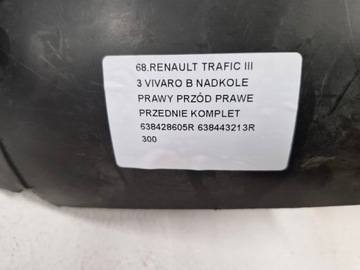 68.RENAULT TRAFIC III
3 VIVARO B NADKOLE
PRAWY PRZÓD PRAWE
PRZEDNIE KOMPLET
638428605R 638443213R
300